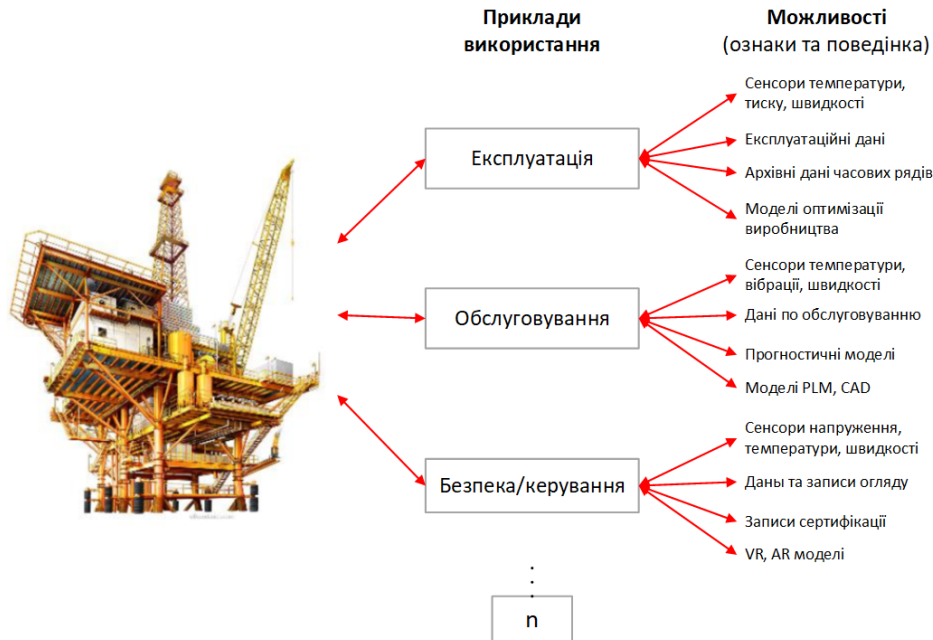 Приклади
використання
Можливості
(ознаки та поведінка)
Експлуатація
Сенсори температури,
тиску, швидкості
Експлуатаційні дані
Архівні дані часових рядів
Моделі оптимізації
виробництва
Обслуговування
Сенсори температури,
вібрації, швидкості
Дані по обслуговуванню
Прогностичні моделі
Моделі PLM, CAD
Безпека/керування
Сенсори напруження,
температури, швидкості
Даны та записи огляду
Записи сертифікації
VR, AR моделі
n